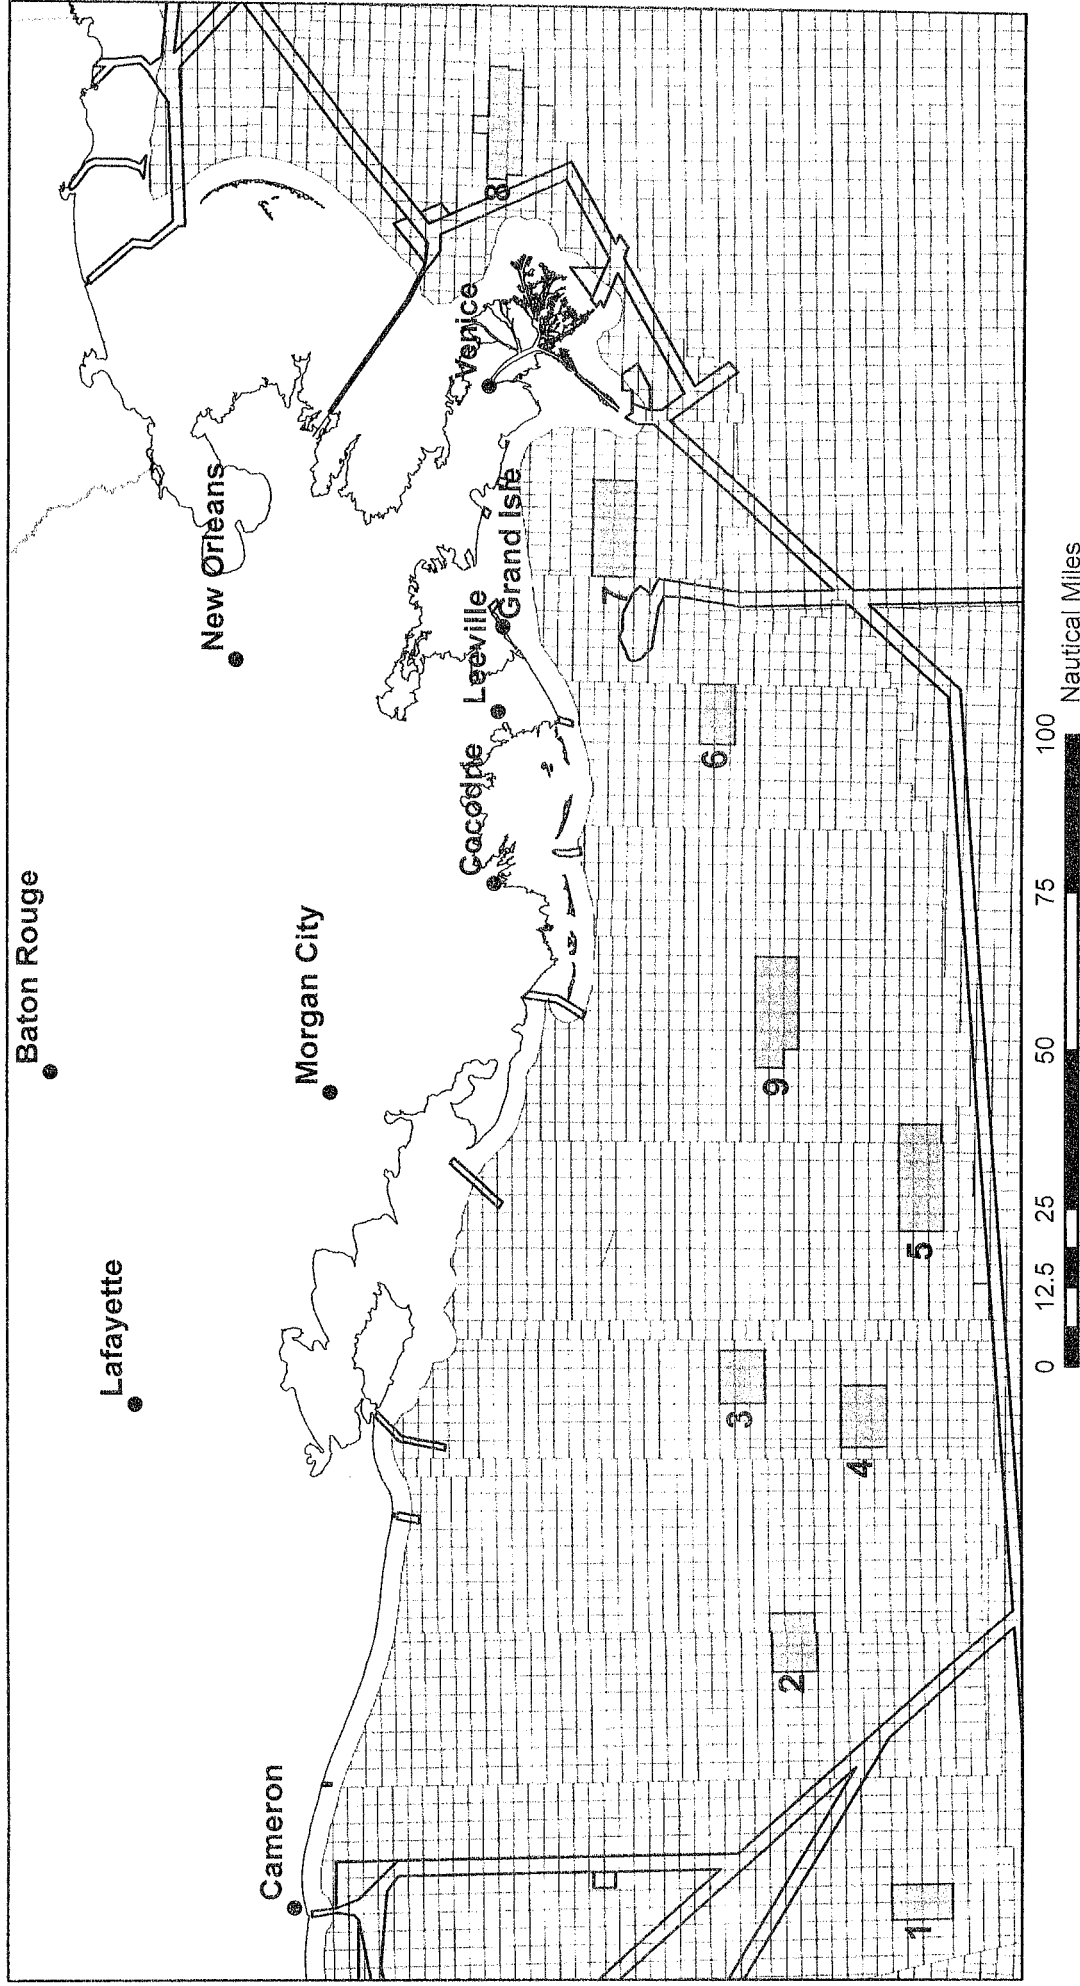 Baton Rouge
Lafayette
New Orleans
Cameron
Morgan City
Venice
Leeville
Grand Isle
Cocodrie
8
7
6
3
9
2
4
5
1
0 12.5 25 50 75 100
Nautical Miles